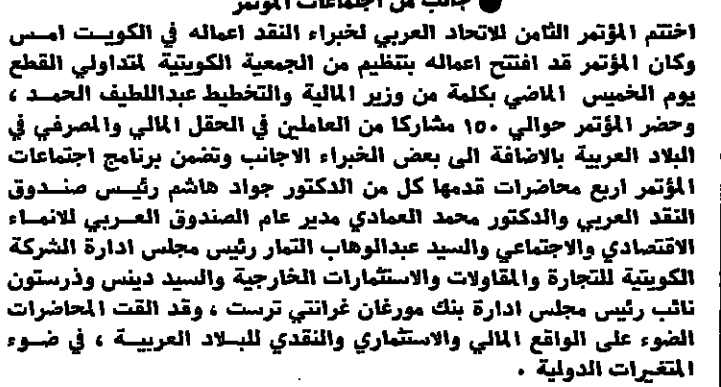 ● جانب من اجتماعات المؤتمر
اختتم المؤتمر الثامن للاتحاد العربي لخبراء النقد اعماله في الكويت امس
وكان المؤتمر قد افتتح اعماله بتنظيم من الجمعية الكويتية لمتداولي القطع
يوم الخميس الماضي بكلمة من وزير المالية والتخطيط عبداللطيف الحمد ،
وحضر المؤتمر حوالي ١٥٠ مشاركا من العاملين في الحقل المالي والمصرفي في
البلاد العربية بالاضافة الى بعض الخبراء الاجانب وتضمن برنامج اجتماعات
المؤتمر اربع محاضرات قدمها كل من الدكتور جواد هاشم رئيس صندوق
النقد العربي والدكتور محمد العمادي مدير عام الصندوق العربي للانماء
الاقتصادي والاجتماعي والسيد عبدالوهاب التمار رئيس مجلس ادارة الشركة
الكويتية للتجارة والمقاولات والاستثمارات الخارجية والسيد دينس وذرستون
نائب رئيس مجلس ادارة بنك مورغان غرانتي ترست ، وقد القت المحاضرات
الضوء على الواقع المالي والاستثماري والنقدي للبلاد العربية ، في ضوء
المتغيرات الدولية .